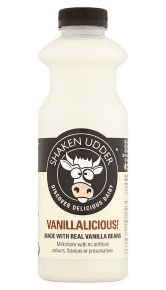 SHAKEN UDDER
DISCOVER DELICIOUS DAIRY
VANILLALICIOUS!
MADE WITH REAL VANILLA BEANS
Milkshake with no artificial
colours, flavours or preservatives